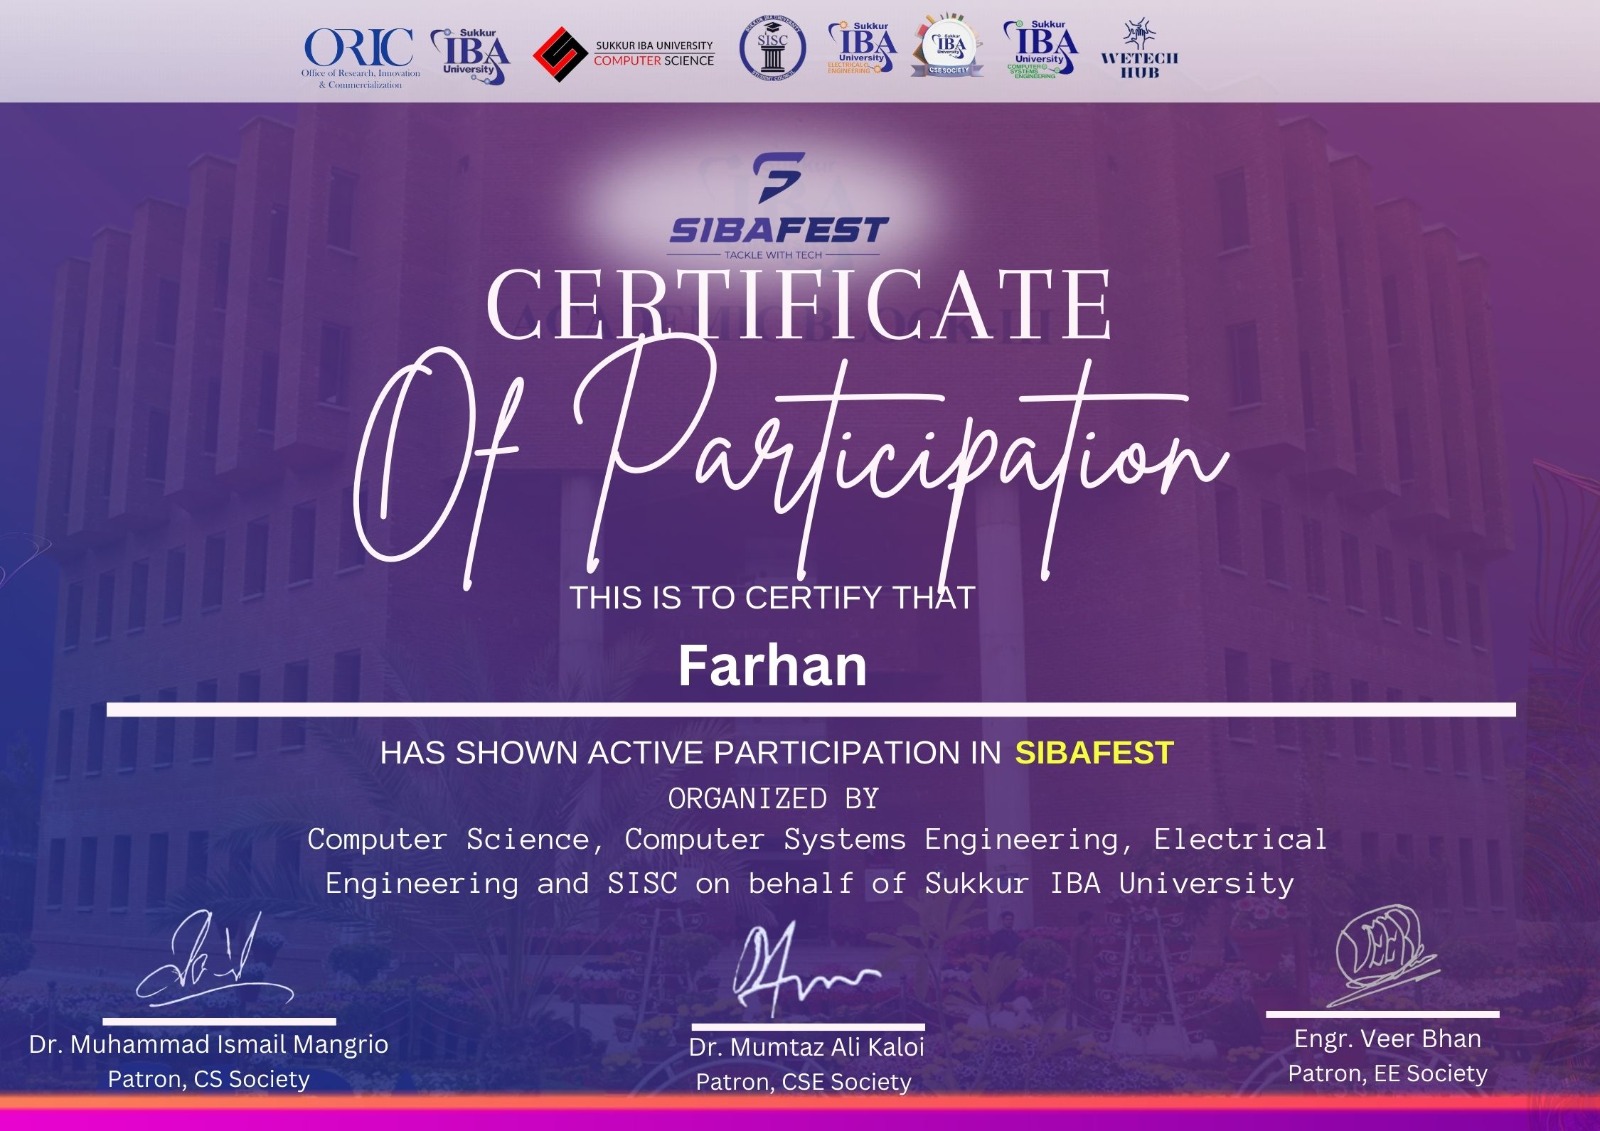 ORIC
Office of Research, Innovation
& Commercialization
Sukkur
IBA
University
SUKKUR IBA UNIVERSITY
COMPUTER SCIENCE
SISC
Sukkur
IBA
University
ELECTRICAL
ENGINEERING
IBA
CSE SOCIETY
Sukkur
IBA
University
COMPUTER
SYSTEMS
ENGINEERING
WETECH
HUB
SIBAFEST
TACKLE WITH TECH
CERTIFICATE
Of Participation
THIS IS TO CERTIFY THAT
Farhan
HAS SHOWN ACTIVE PARTICIPATION IN SIBAFEST
ORGANIZED BY
Computer Science, Computer Systems Engineering, Electrical
Engineering and SISC on behalf of Sukkur IBA University
VEER
Dr. Muhammad Ismail Mangrio
Patron, CS Society
Dr. Mumtaz Ali Kaloi
Patron, CSE Society
Engr. Veer Bhan
Patron, EE Society